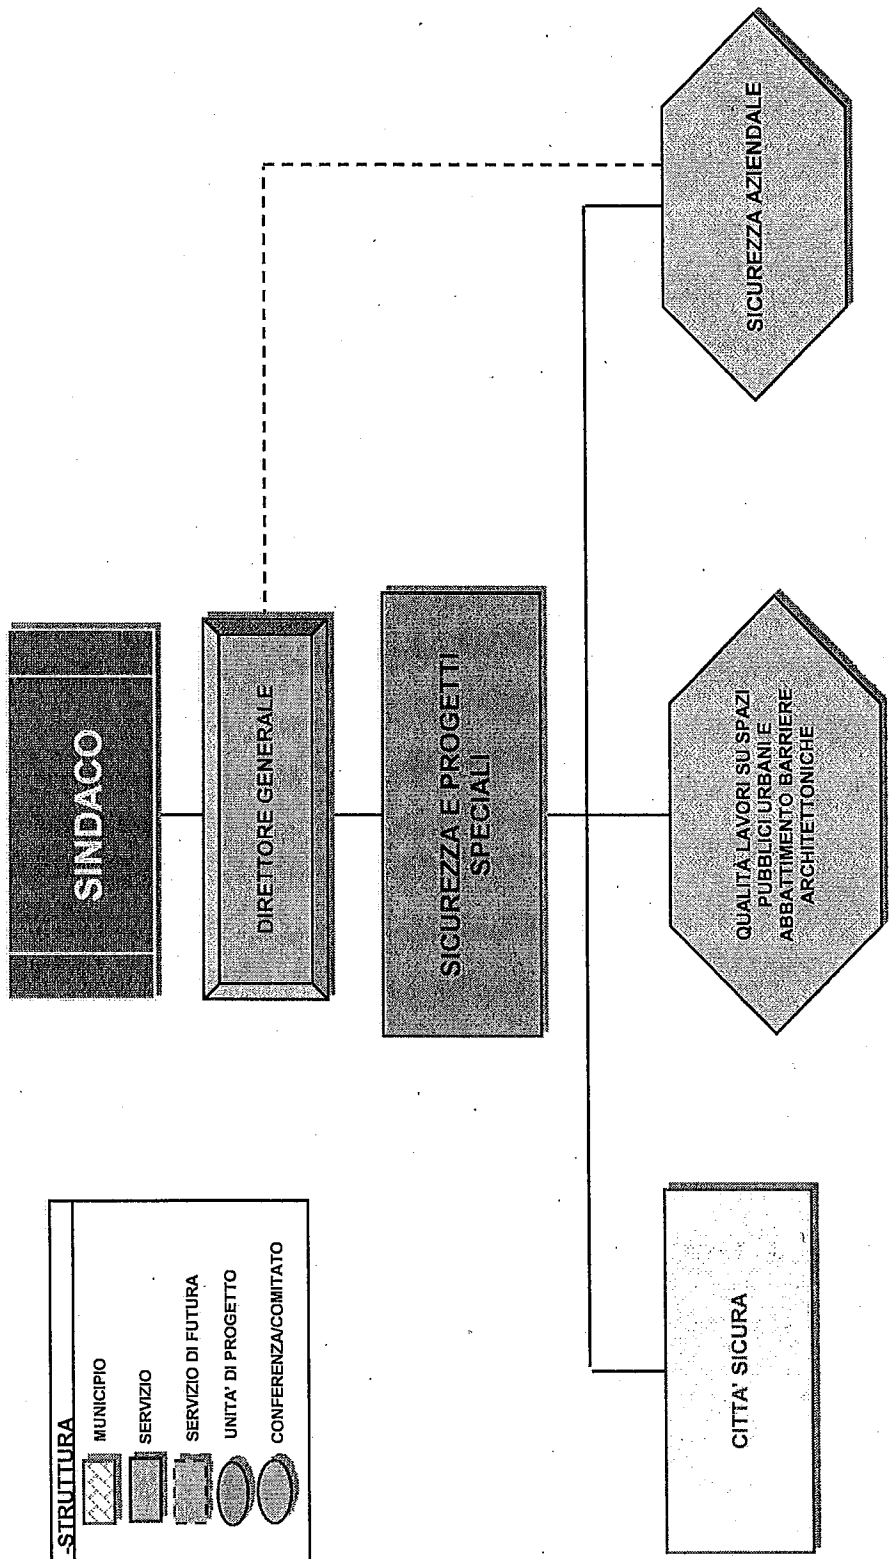 SINDACO
DIRETTORE GENERALE
SICUREZZA E PROGETTI
SPECIALI
CITTA' SICURA
QUALITÀ LAVORI SU SPAZI
PUBBLICI URBANI E
ABBATTIMENTO BARRIERE
ARCHITETTONICHE
SICUREZZA AZIENDALE
-STRUTTURA
MUNICIPIO
SERVIZIO
SERVIZIO DI FUTURA
UNITA' DI PROGETTO
CONFERENZA/COMITATO